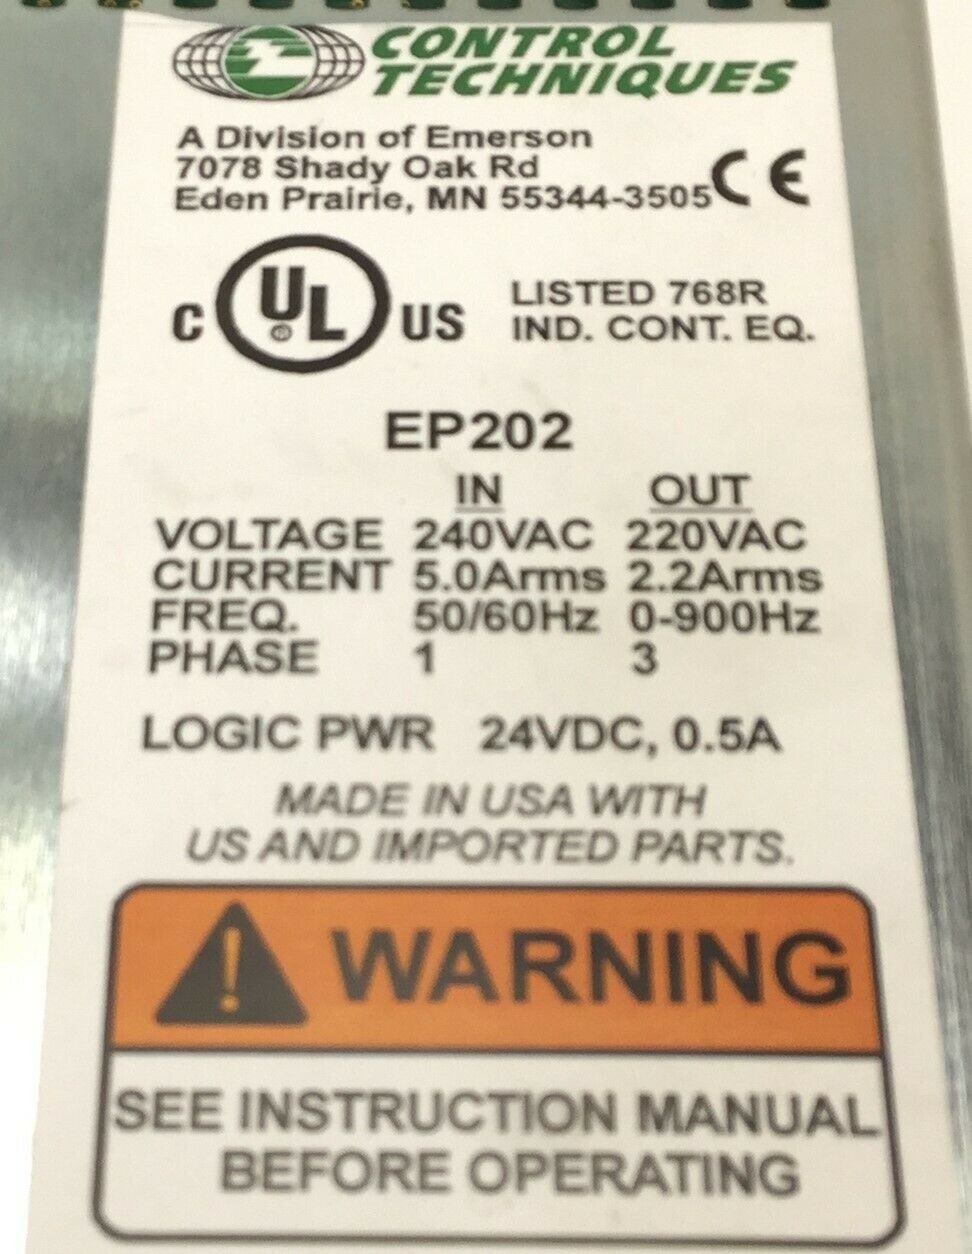 CONTROL
TECHNIQUES
A Division of Emerson
7078 Shady Oak Rd
Eden Prairie, MN 55344-3505 CE
C UL US
LISTED 768R
IND. CONT. EQ.
EP202
IN OUT
VOLTAGE 240VAC 220VAC
CURRENT 5.0Arms 2.2Arms
FREQ. 50/60Hz 0-900Hz
PHASE 1 3
LOGIC PWR 24VDC, 0.5A
MADE IN USA WITH
US AND IMPORTED PARTS.
! WARNING
SEE INSTRUCTION MANUAL
BEFORE OPERATING